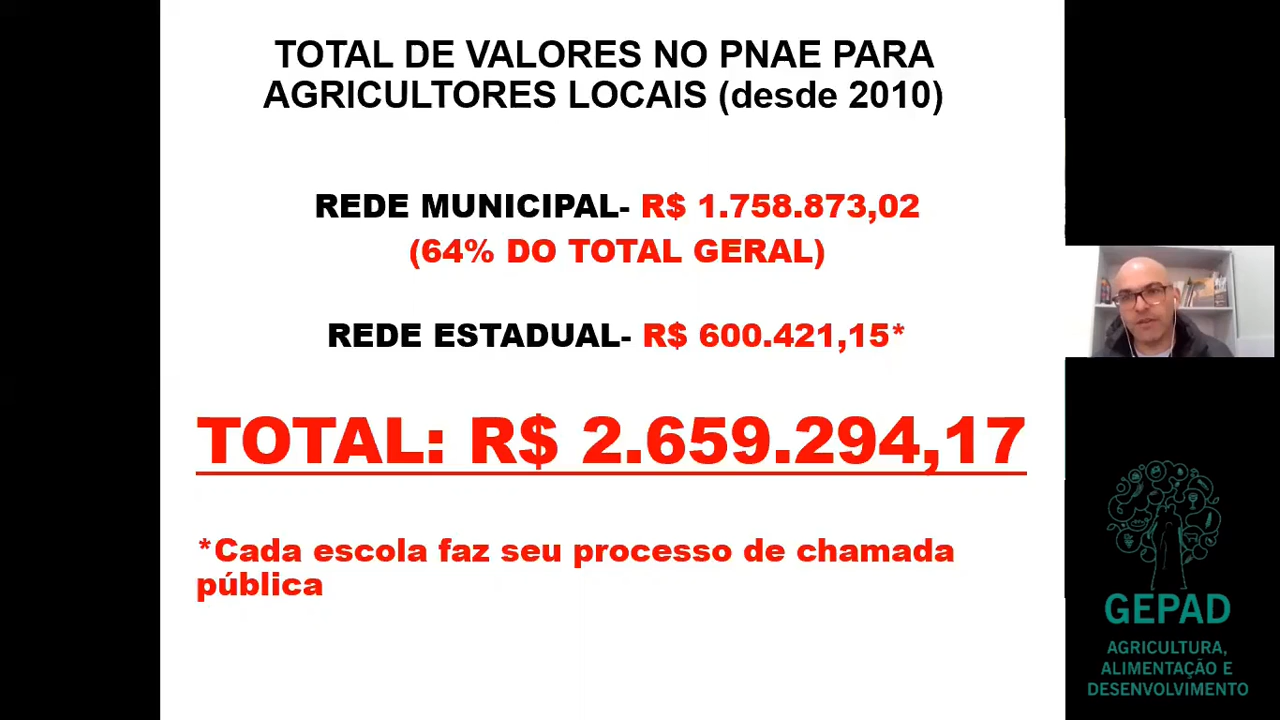 TOTAL DE VALORES NO PNAE PARA
AGRICULTORES LOCAIS (desde 2010)
REDE MUNICIPAL- R$ 1.758.873,02
(64% DO TOTAL GERAL)
REDE ESTADUAL- R$ 600.421,15*
TOTAL: R$ 2.659.294,17
*Cada escola faz seu processo de chamada
pública
GEPAD
AGRICULTURA,
ALIMENTAÇÃO E
DESENVOLVIMENTO